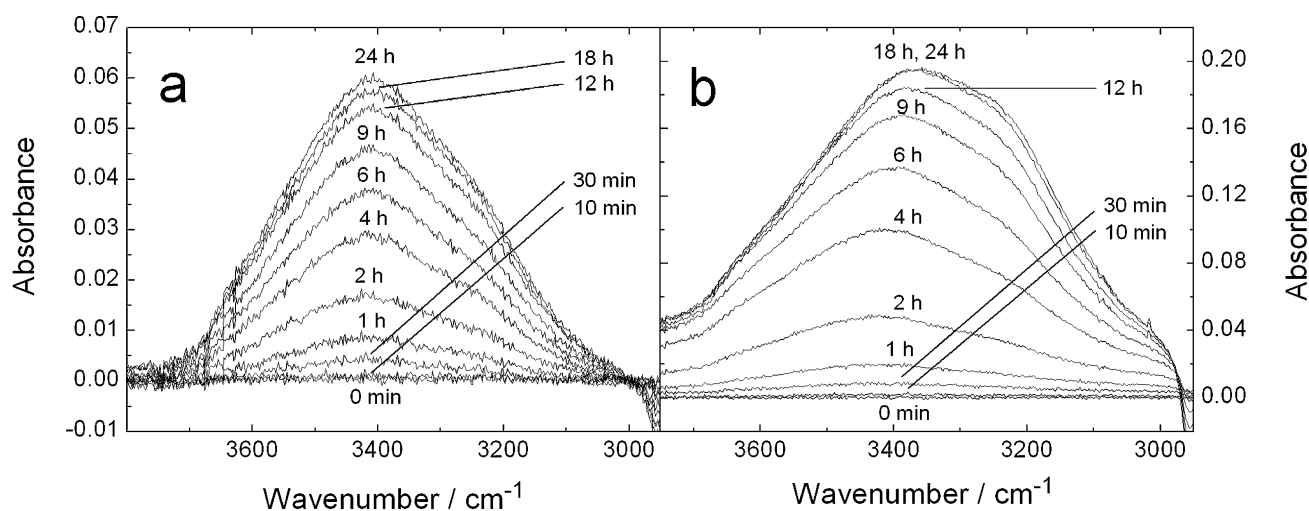 0.07
0.06
0.05
0.04
0.03
0.02
0.01
0.00
-0.01
Absorbance
a
24 h
18 h
12 h
9 h
6 h
4 h
2 h
1 h
30 min
10 min
0 min
3600
3400
3200
3000
Wavenumber / cm⁻¹
b
18 h, 24 h
12 h
9 h
6 h
4 h
2 h
1 h
30 min
10 min
0 min
3600
3400
3200
3000
Wavenumber / cm⁻¹
0.20
0.16
0.12
0.08
0.04
0.00
Absorbance